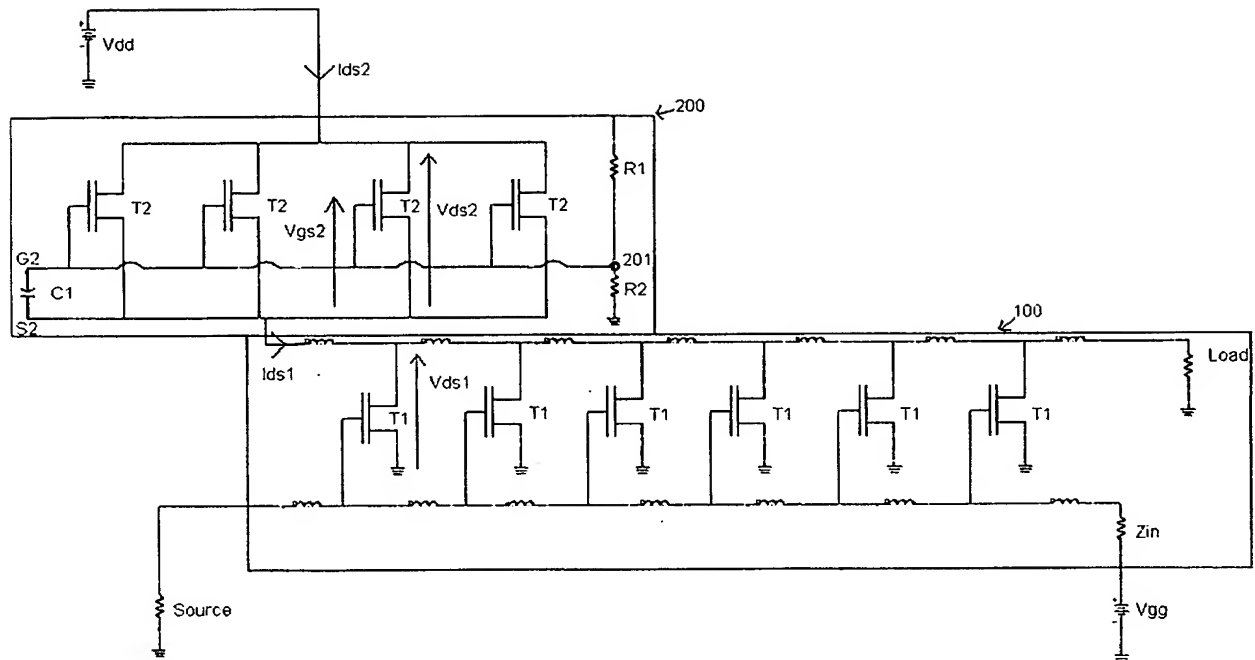 +
-
Vdd
Ids2
200
R1
T2
T2
T2
T2
Vgs2
Vds2
G2
201
C1
R2
S2
100
Ids1
Vds1
Load
T1
T1
T1
T1
T1
T1
Zin
Source
+
-
Vgg